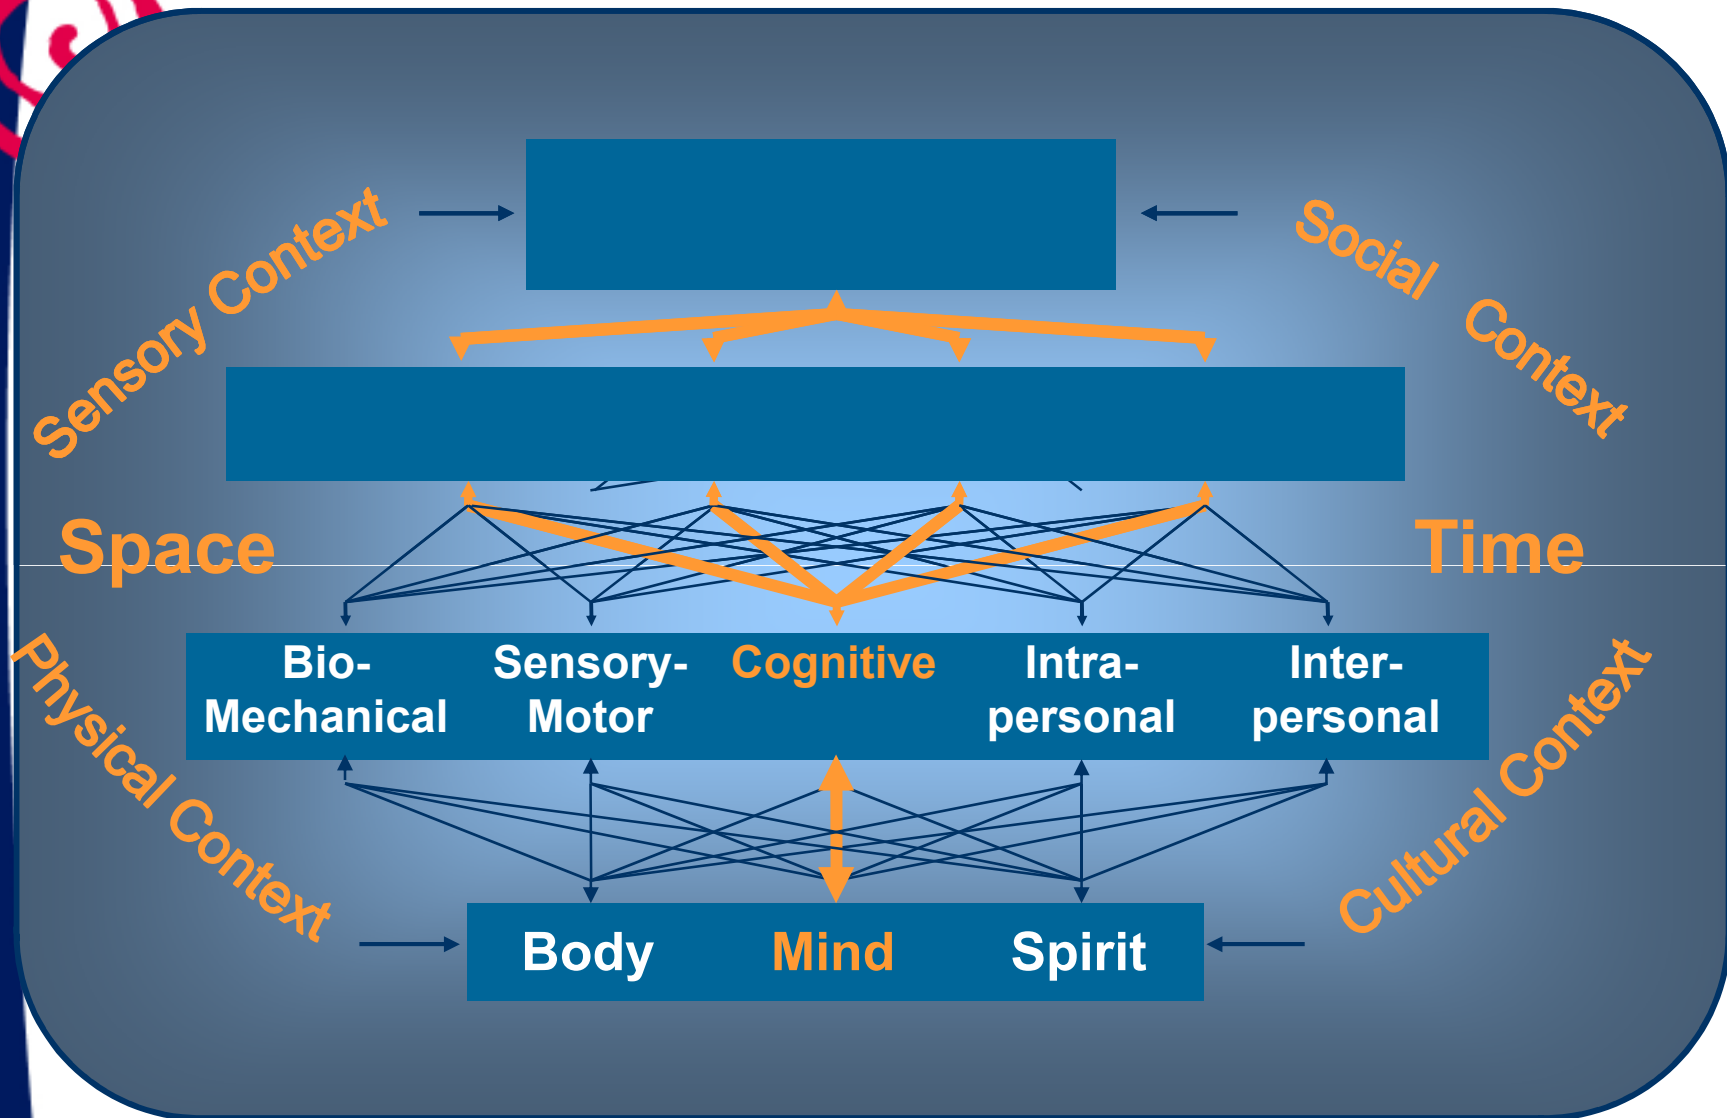 Sensory Context
Social Context
Space
Time
Bio-
Mechanical
Sensory-
Motor
Cognitive
Intra-
personal
Inter-
personal
Physical Context
Cultural Context
Body Mind Spirit